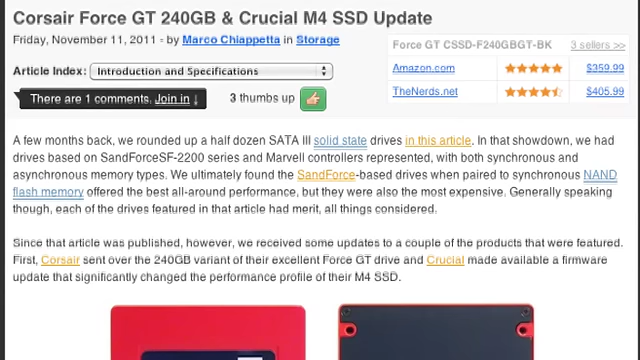 Corsair Force GT 240GB & Crucial M4 SSD Update
Friday, November 11, 2011 - by Marco Chiappetta in Storage
Article Index: Introduction and Specifications
There are 1 comments. Join in ↓ 3 thumbs up
Force GT CSSD-F240GBGT-BK 3 sellers >>
Amazon.com $359.99
TheNerds.net $405.99
A few months back, we rounded up a half dozen SATA III solid state drives in this article. In that showdown, we had
drives based on SandForceSF-2200 series and Marvell controllers represented, with both synchronous and
asynchronous memory types. We ultimately found the SandForce-based drives when paired to synchronous NAND
flash memory offered the best all-around performance, but they were also the most expensive. Generally speaking
though, each of the drives featured in that article had merit, all things considered.
Since that article was published, however, we received some updates to a couple of the products that were featured.
First, Corsair sent over the 240GB variant of their excellent Force GT drive and Crucial made available a firmware
update that significantly changed the performance profile of their M4 SSD.